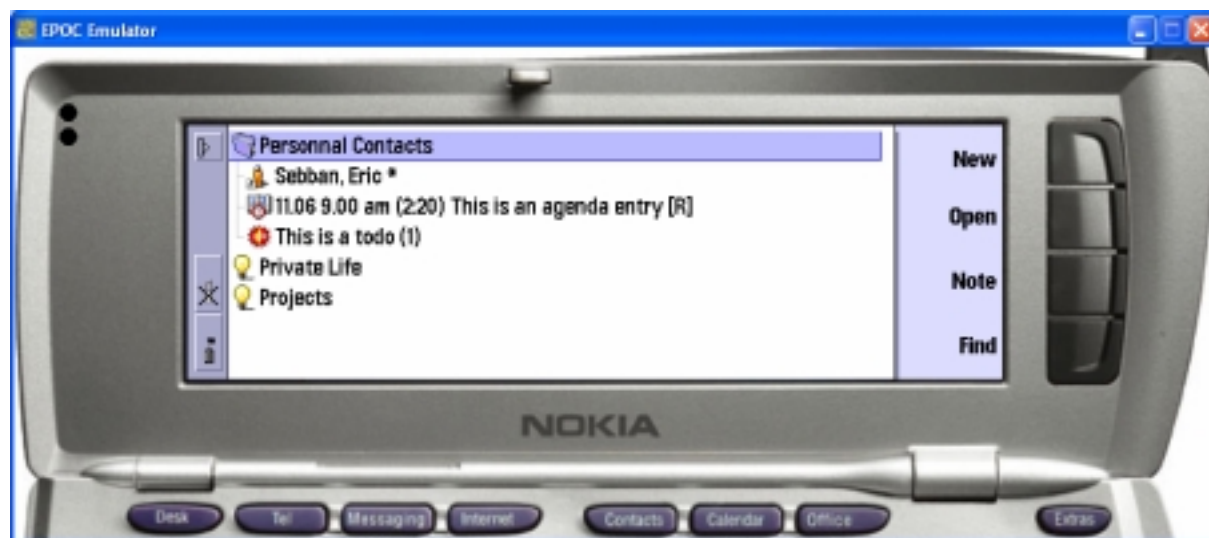 EPOC Emulator
Personnal Contacts
Sebban, Eric *
11.06 9.00 am (2:20) This is an agenda entry [R]
This is a todo (1)
Private Life
Projects
New
Open
Note
Find
NOKIA
Desk
Tel
Messaging
Internet
Contacts
Calendar
Office
Extras